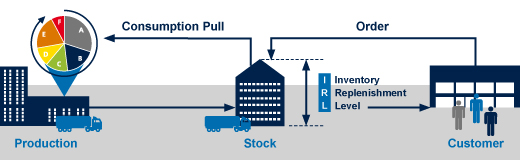 Consumption Pull
Order
F
E
A
D
C
B
I Inventory
R Replenishment
L Level
Production
Stock
Customer